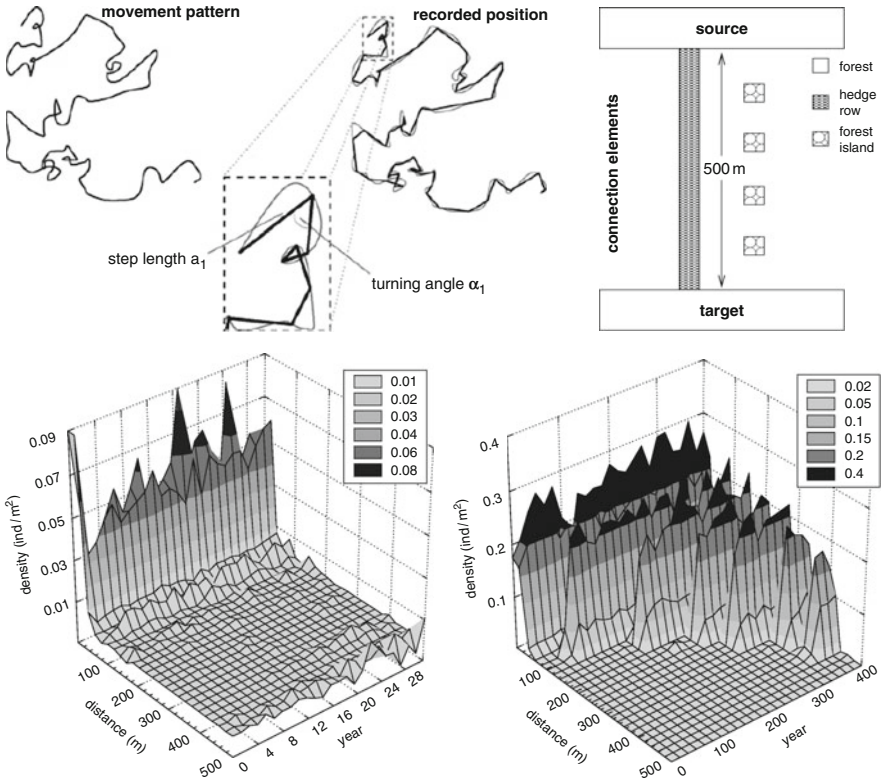 movement pattern
recorded position
step length a1
turning angle α1
source
connection elements
500 m
target
forest
hedge
row
forest
island
0.09
0.07
0.05
0.03
0.01
density (ind / m²)
0.01
0.02
0.03
0.04
0.06
0.08
100
200
300
400
500
distance (m)
0
4
8
12
16
20
24
28
year
0.4
0.3
0.2
0.1
density (ind / m²)
0.02
0.05
0.1
0.15
0.2
0.4
100
200
300
400
500
distance (m)
0
100
200
300
400
year